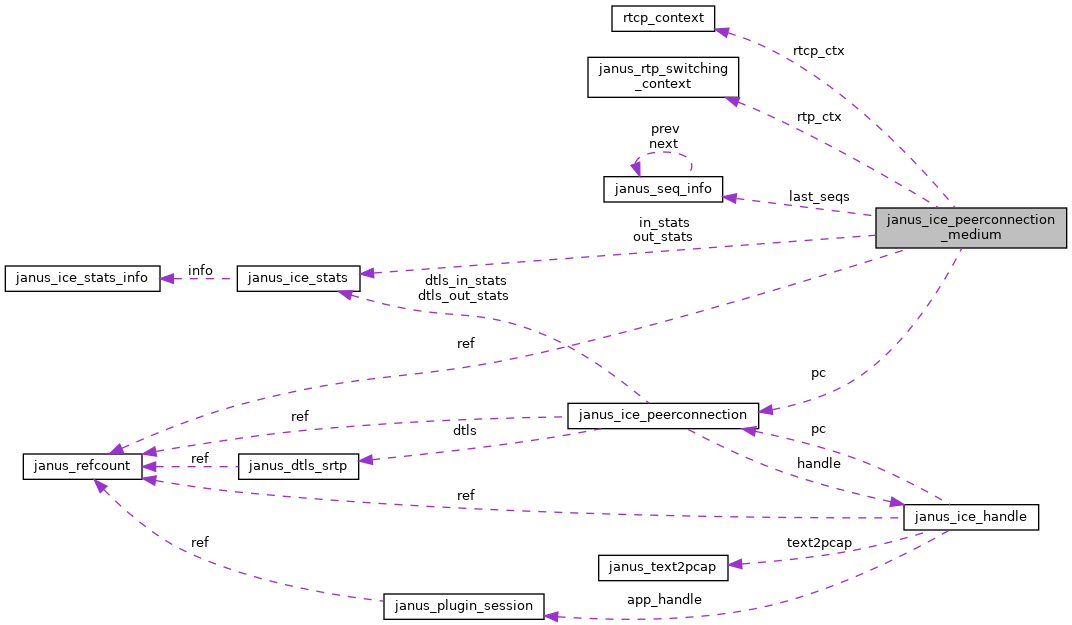 rtcp_context
rtcp_ctx
janus_rtp_switching
_context
rtp_ctx
prev
next
janus_seq_info
last_seqs
janus_ice_peerconnection
_medium
in_stats
out_stats
janus_ice_stats_info
info
janus_ice_stats
dtls_in_stats
dtls_out_stats
ref
pc
janus_ice_peerconnection
ref
dtls
pc
janus_refcount
ref
janus_dtls_srtp
handle
ref
janus_ice_handle
ref
text2pcap
janus_text2pcap
app_handle
janus_plugin_session